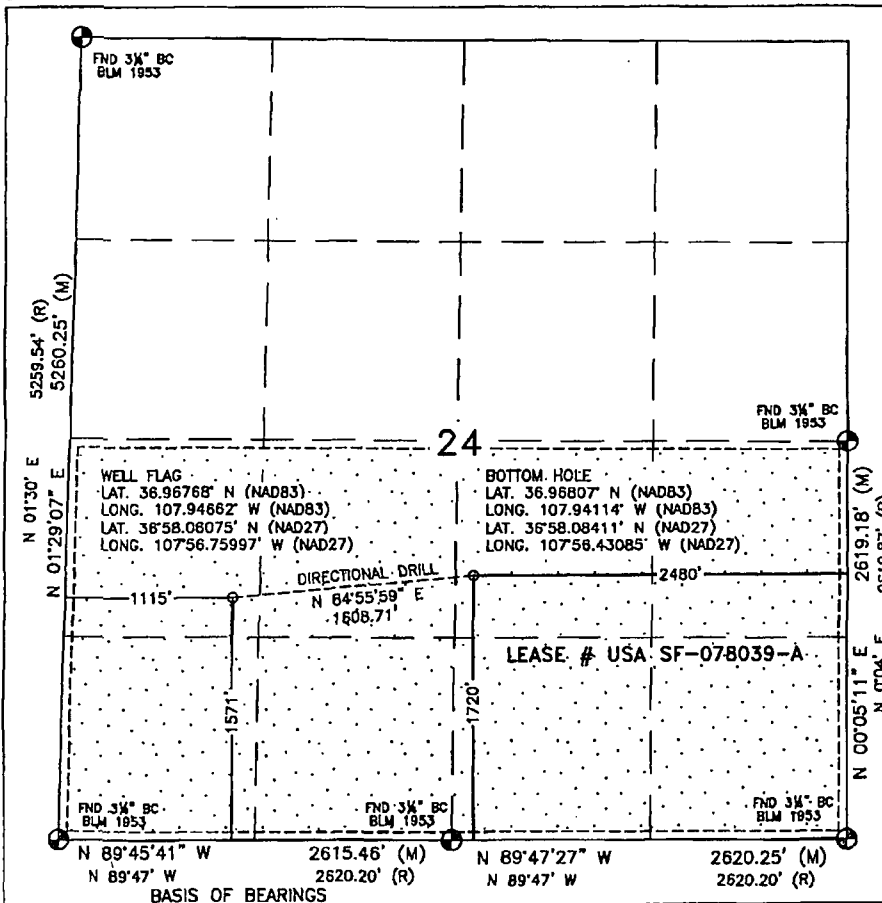 FND 3¼" BC
BLM 1953
5259.54' (R)
5260.25' (M)
N 01°30' E
N 01°29'07" E
24
FND 3¼" BC
BLM 1953
WELL FLAG
LAT. 36.96768° N (NAD83)
LONG. 107.94662° W (NAD83)
LAT. 36°58.06075' N (NAD27)
LONG. 107°56.75997' W (NAD27)
BOTTOM HOLE
LAT. 36.96807° N (NAD83)
LONG. 107.94114° W (NAD83)
LAT. 36°58.08411' N (NAD27)
LONG. 107°56.43085' W (NAD27)
2619.18' (M)
DIRECTIONAL DRILL
N 84°55'59" E
1608.71'
1115'
2480'
1571'
1720'
LEASE # USA SF-078039-A
N 00°05'11" E
N 0°04' E
FND 3¼" BC
BLM 1953
FND 3¼" BC
BLM 1953
FND 3¼" BC
BLM 1953
N 89°45'41" W
2615.46' (M)
N 89°47'27" W
2620.25' (M)
N 89°47' W
2620.20' (R)
N 89°47' W
2620.20' (R)
BASIS OF BEARINGS